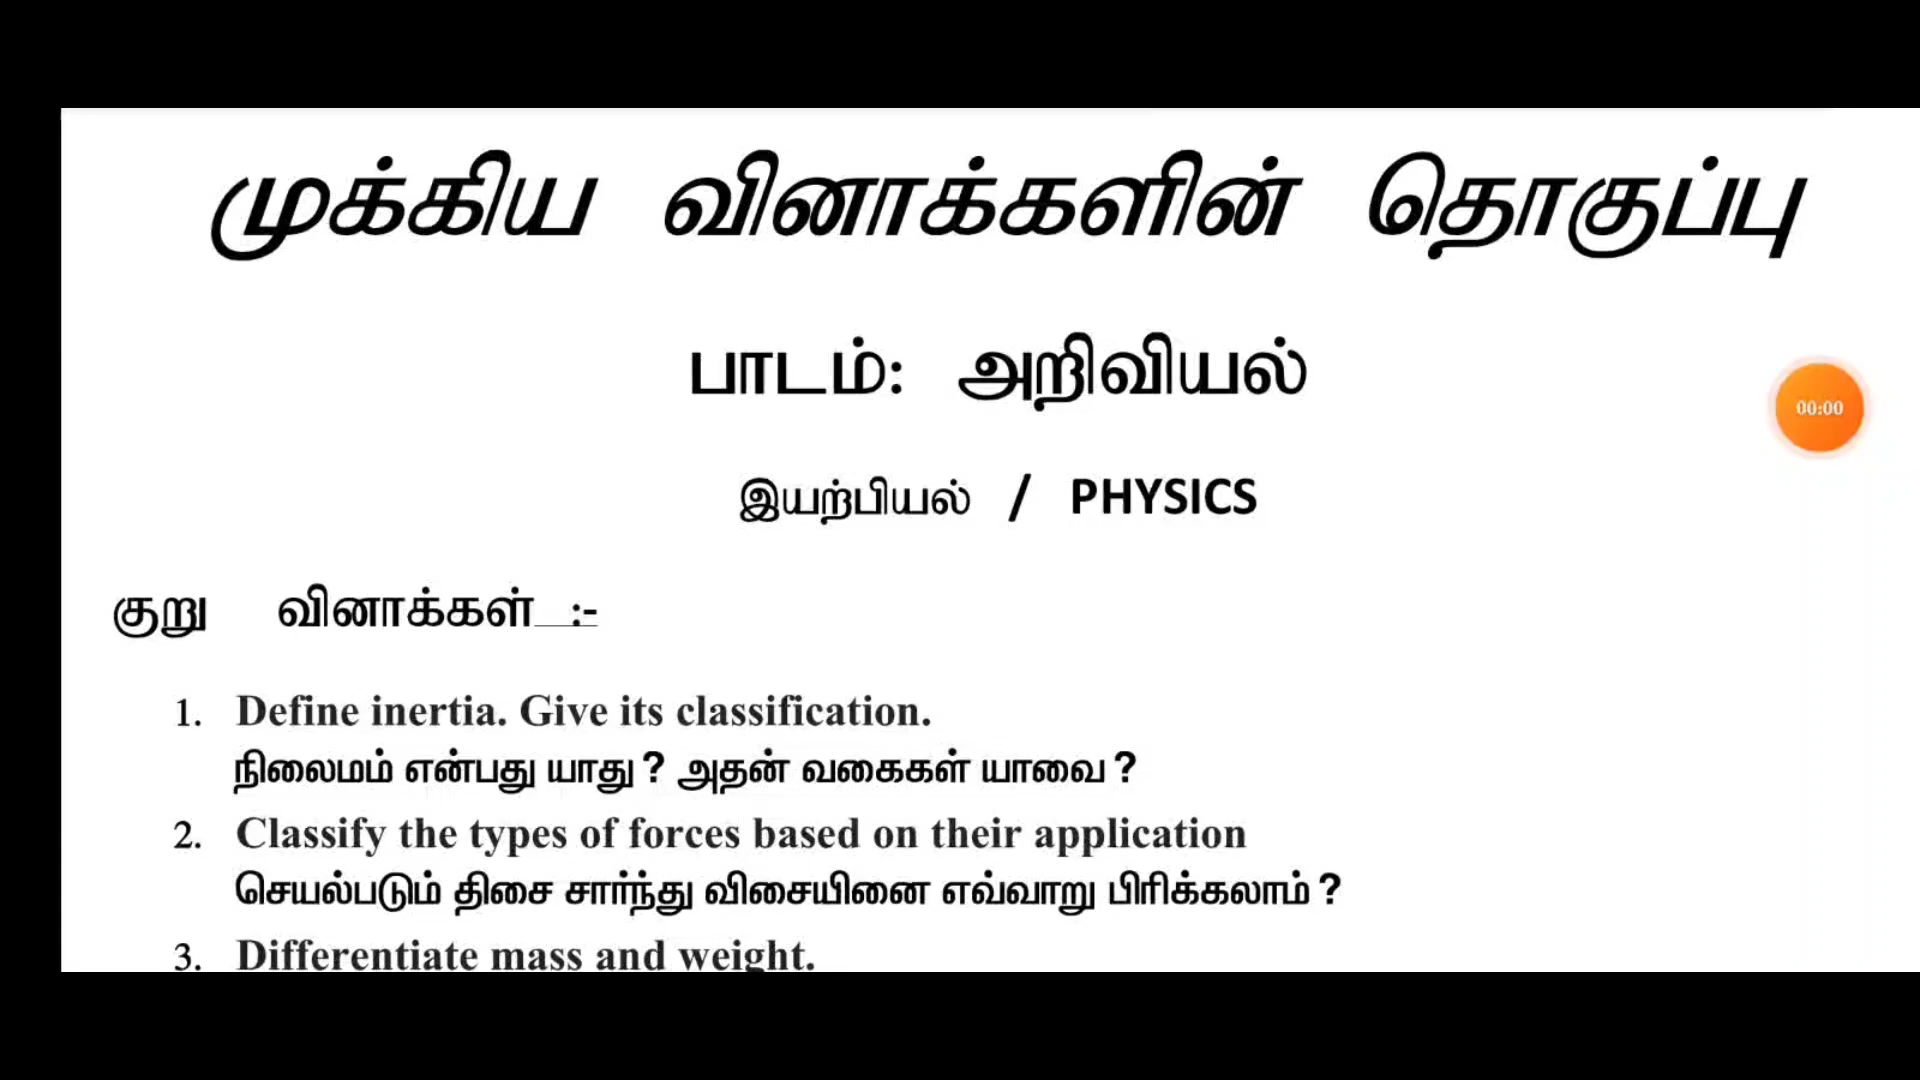 முக்கிய வினாக்களின் தொகுப்பு
பாடம்: அறிவியல்
00:00
இயற்பியல் / PHYSICS
குறு வினாக்கள் :-
1. Define inertia. Give its classification.
நிலைமம் என்பது யாது ? அதன் வகைகள் யாவை ?
2. Classify the types of forces based on their application
செயல்படும் திசை சார்ந்து விசையினை எவ்வாறு பிரிக்கலாம் ?
3. Differentiate mass and weight.